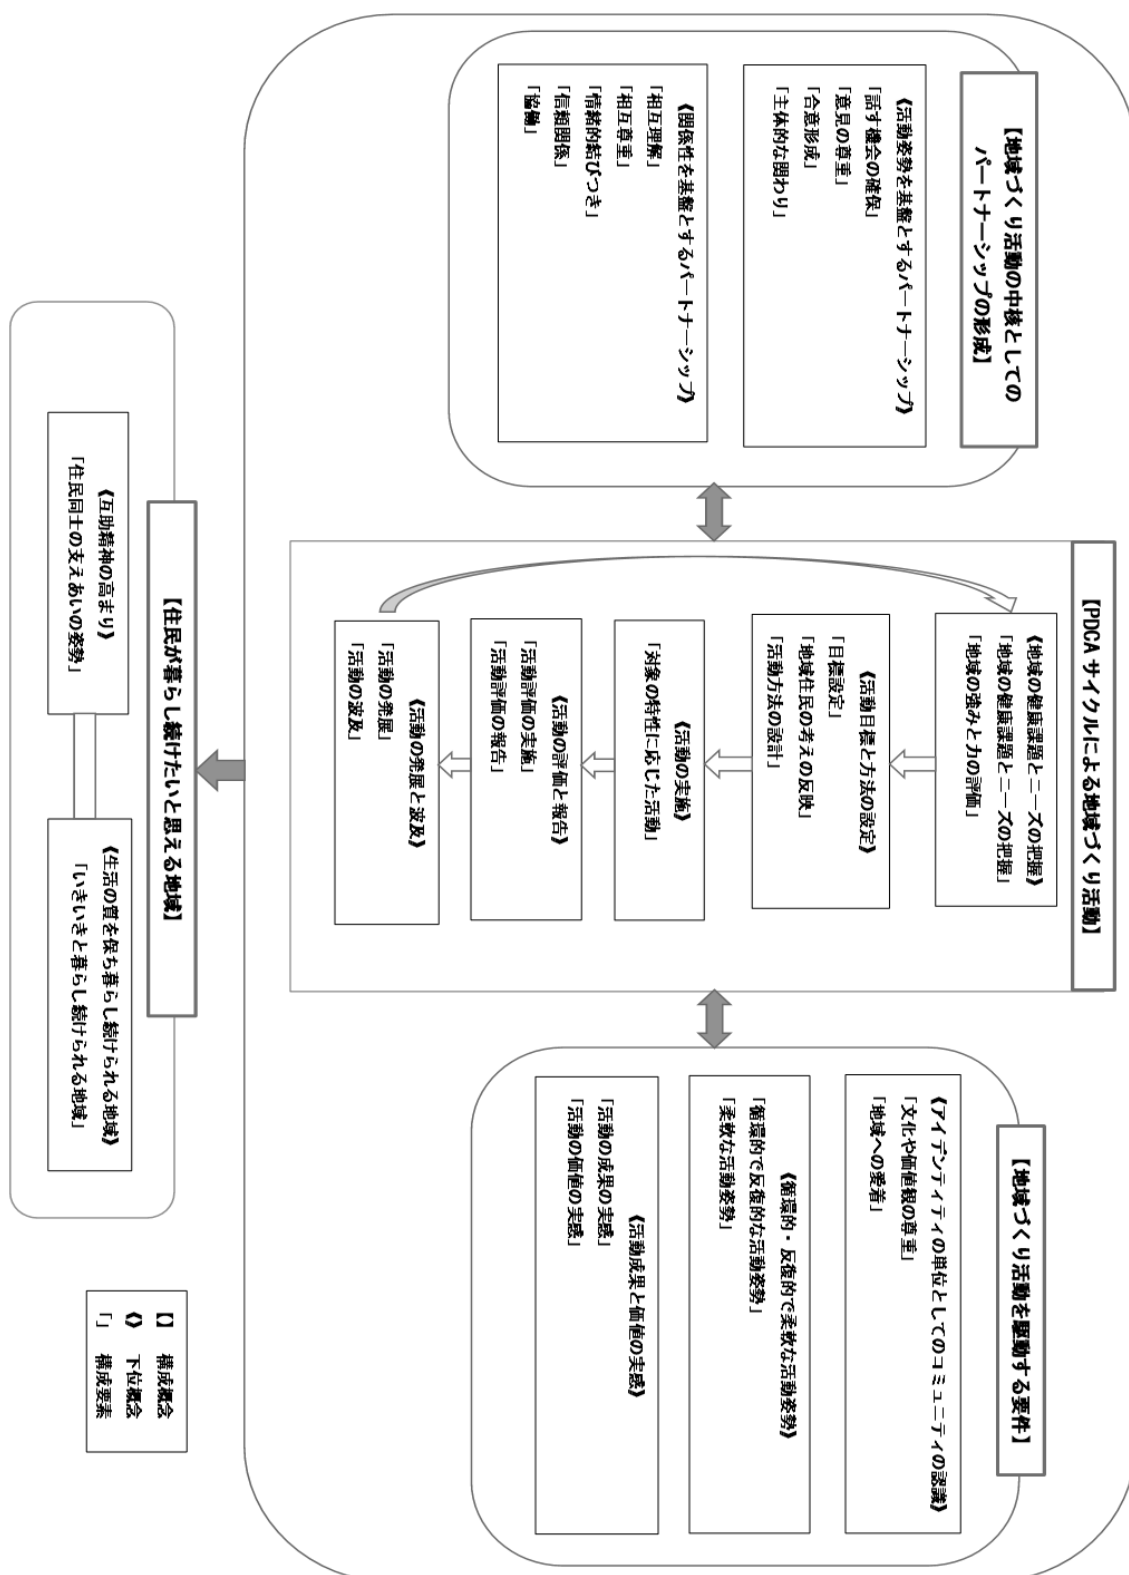 【地域づくり活動の中核としての
パートナーシップの形成】
《活動姿勢を基盤とするパートナーシップ》
「話す機会の確保」
「意見の尊重」
「合意形成」
「主体的な関わり」
《関係性を基盤とするパートナーシップ》
「相互理解」
「相互尊重」
「情緒的結びつき」
「信頼関係」
「協働」
【PDCAサイクルによる地域づくり活動】
《地域の健康課題とニーズの把握》
「地域の健康課題とニーズの把握」
「地域の強みと力の評価」
《活動目標と方法の設定》
「目標設定」
「地域住民の考えの反映」
「活動方法の設計」
《活動の実施》
「対象の特性に応じた活動」
《活動の評価と報告》
「活動評価の実施」
「活動評価の報告」
《活動の発展と波及》
「活動の発展」
「活動の波及」
【地域づくり活動を駆動する要件】
《アイデンティティの単位としてのコミュニティの認識》
「文化や価値観の尊重」
「地域への愛着」
《循環的・反復的で柔軟な活動姿勢》
「循環的で反復的な活動姿勢」
「柔軟な活動姿勢」
《活動成果と価値の実感》
「活動の成果の実感」
「活動の価値の実感」
【住民が暮らし続けたいと思える地域】
《互助精神の高まり》
「住民同士の支えあいの姿勢」
《生活の質を保ち暮らし続けられる地域》
「いきいきと暮らし続けられる地域」
【】 構成概念
《》 下位概念
「」 構成要素